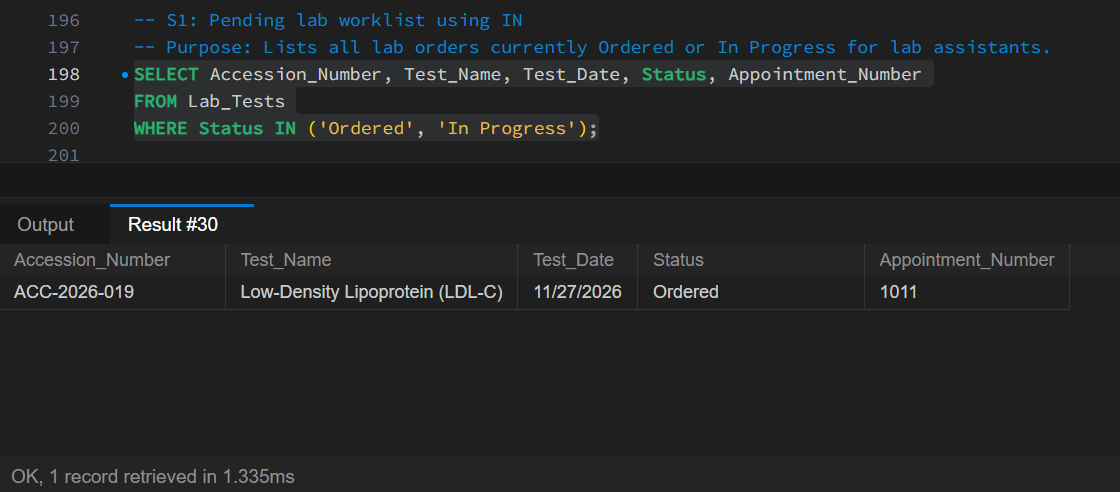 196 -- S1: Pending lab worklist using IN
197 -- Purpose: Lists all lab orders currently Ordered or In Progress for lab assistants.
198 SELECT Accession_Number, Test_Name, Test_Date, Status, Appointment_Number
199 FROM Lab_Tests
200 WHERE Status IN ('Ordered', 'In Progress');
201
Output Result #30
Accession_Number Test_Name Test_Date Status Appointment_Number
ACC-2026-019 Low-Density Lipoprotein (LDL-C) 11/27/2026 Ordered 1011
OK, 1 record retrieved in 1.335ms